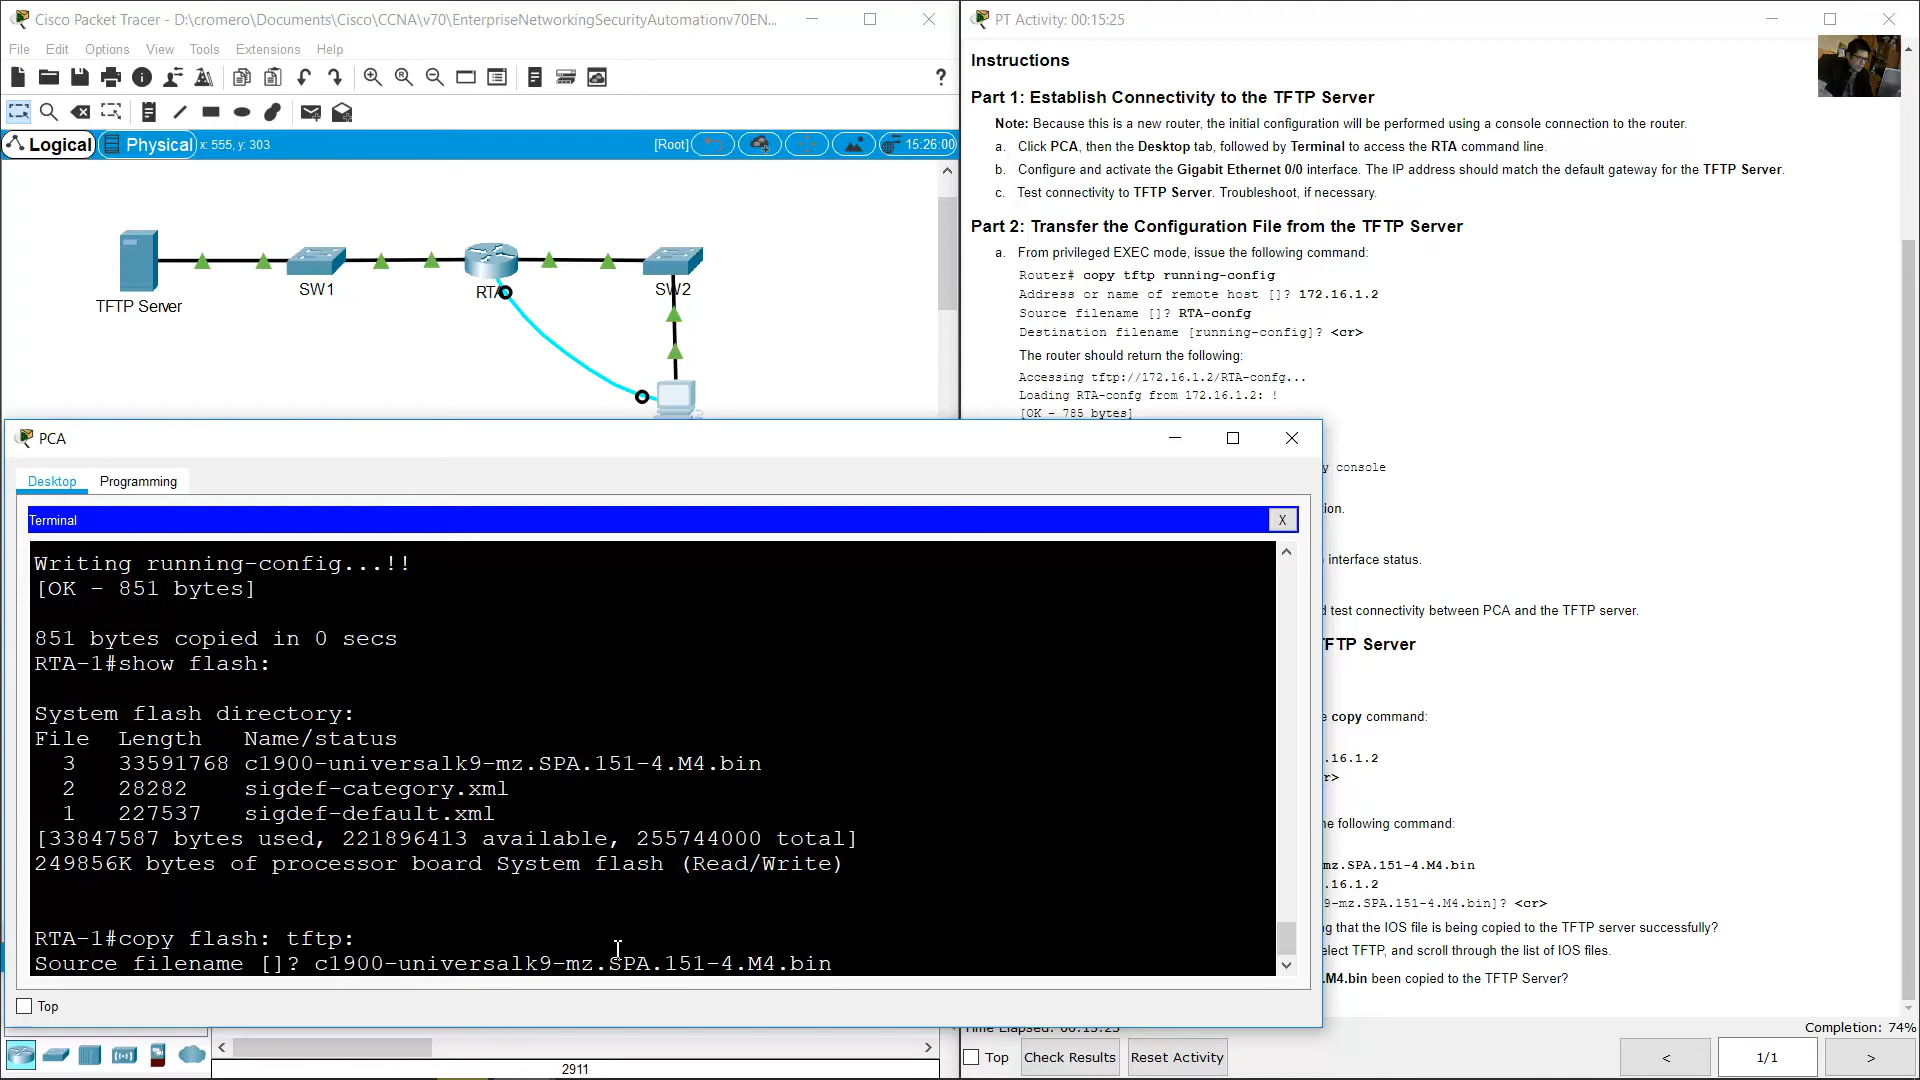 Cisco Packet Tracer - D:\cromero\Documents\Cisco\CCNA\v70\EnterpriseNetworkingSecurityAutomationv70EN...
File Edit Options View Tools Extensions Help
Logical Physical x: 555, y: 303 [Root] 15:26:00
TFTP Server
SW1
RTA
SW2
PT Activity: 00:15:25
Instructions
Part 1: Establish Connectivity to the TFTP Server
Note: Because this is a new router, the initial configuration will be performed using a console connection to the router.
a. Click PCA, then the Desktop tab, followed by Terminal to access the RTA command line.
b. Configure and activate the Gigabit Ethernet 0/0 interface. The IP address should match the default gateway for the TFTP Server.
c. Test connectivity to TFTP Server. Troubleshoot, if necessary.
Part 2: Transfer the Configuration File from the TFTP Server
a. From privileged EXEC mode, issue the following command:
Router# copy tftp running-config
Address or name of remote host []? 172.16.1.2
Source filename []? RTA-confg
Destination filename [running-config]? <cr>
The router should return the following:
Accessing tftp://172.16.1.2/RTA-confg...
Loading RTA-confg from 172.16.1.2: !
[OK - 785 bytes]
y console
ion.
interface status.
d test connectivity between PCA and the TFTP server.
TFTP Server
e copy command:
.16.1.2
r>
he following command:
mz.SPA.151-4.M4.bin
.16.1.2
9-mz.SPA.151-4.M4.bin]? <cr>
ng that the IOS file is being copied to the TFTP server successfully?
elect TFTP, and scroll through the list of IOS files.
.M4.bin been copied to the TFTP Server?
PCA
Desktop Programming
Terminal X
Writing running-config...!!
[OK - 851 bytes]
851 bytes copied in 0 secs
RTA-1#show flash:
System flash directory:
File Length Name/status
3 33591768 c1900-universalk9-mz.SPA.151-4.M4.bin
2 28282 sigdef-category.xml
1 227537 sigdef-default.xml
[33847587 bytes used, 221896413 available, 255744000 total]
249856K bytes of processor board System flash (Read/Write)
RTA-1#copy flash: tftp:
Source filename []? c1900-universalk9-mz.SPA.151-4.M4.bin
Top
2911
Time Elapsed: 00:15:25 Completion: 74%
Top Check Results Reset Activity < 1/1 >